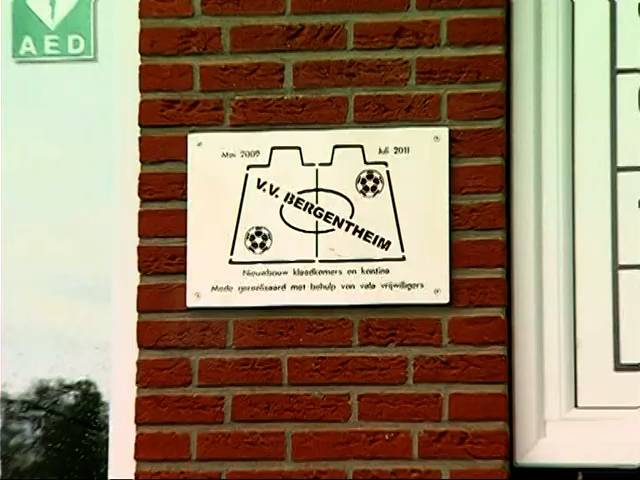 AED
Mei 2009 Juli 2011
V.V. BERGENTHEIM
Nieuwbouw kleedkamers en kantine
Mede gerealiseerd met behulp van vele vrijwilligers